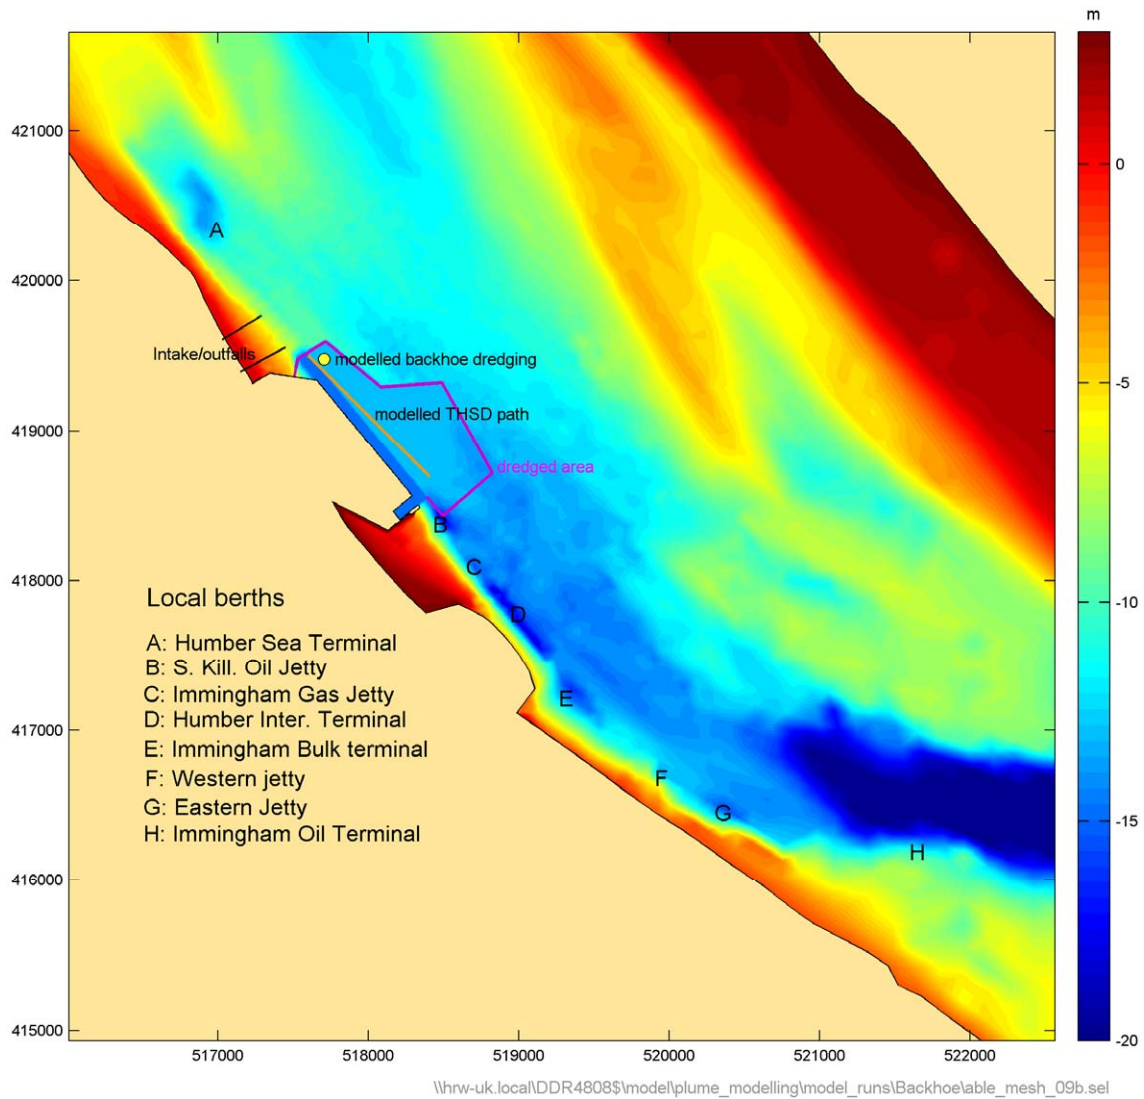 m
421000
0
A
420000
Intake/outfalls
modelled backhoe dredging
-5
modelled THSD path
419000
dredged area
B
C
418000
D
-10
Local berths
A: Humber Sea Terminal
B: S. Kill. Oil Jetty
C: Immingham Gas Jetty
D: Humber Inter. Terminal
E
E: Immingham Bulk terminal
417000
F
F: Western jetty
G
G: Eastern Jetty
-15
H: Immingham Oil Terminal
H
416000
415000
-20
517000 518000 519000 520000 521000 522000
\\hrw-uk.local\DDR4808$\model\plume_modelling\model_runs\Backhoe\able_mesh_09b.sel